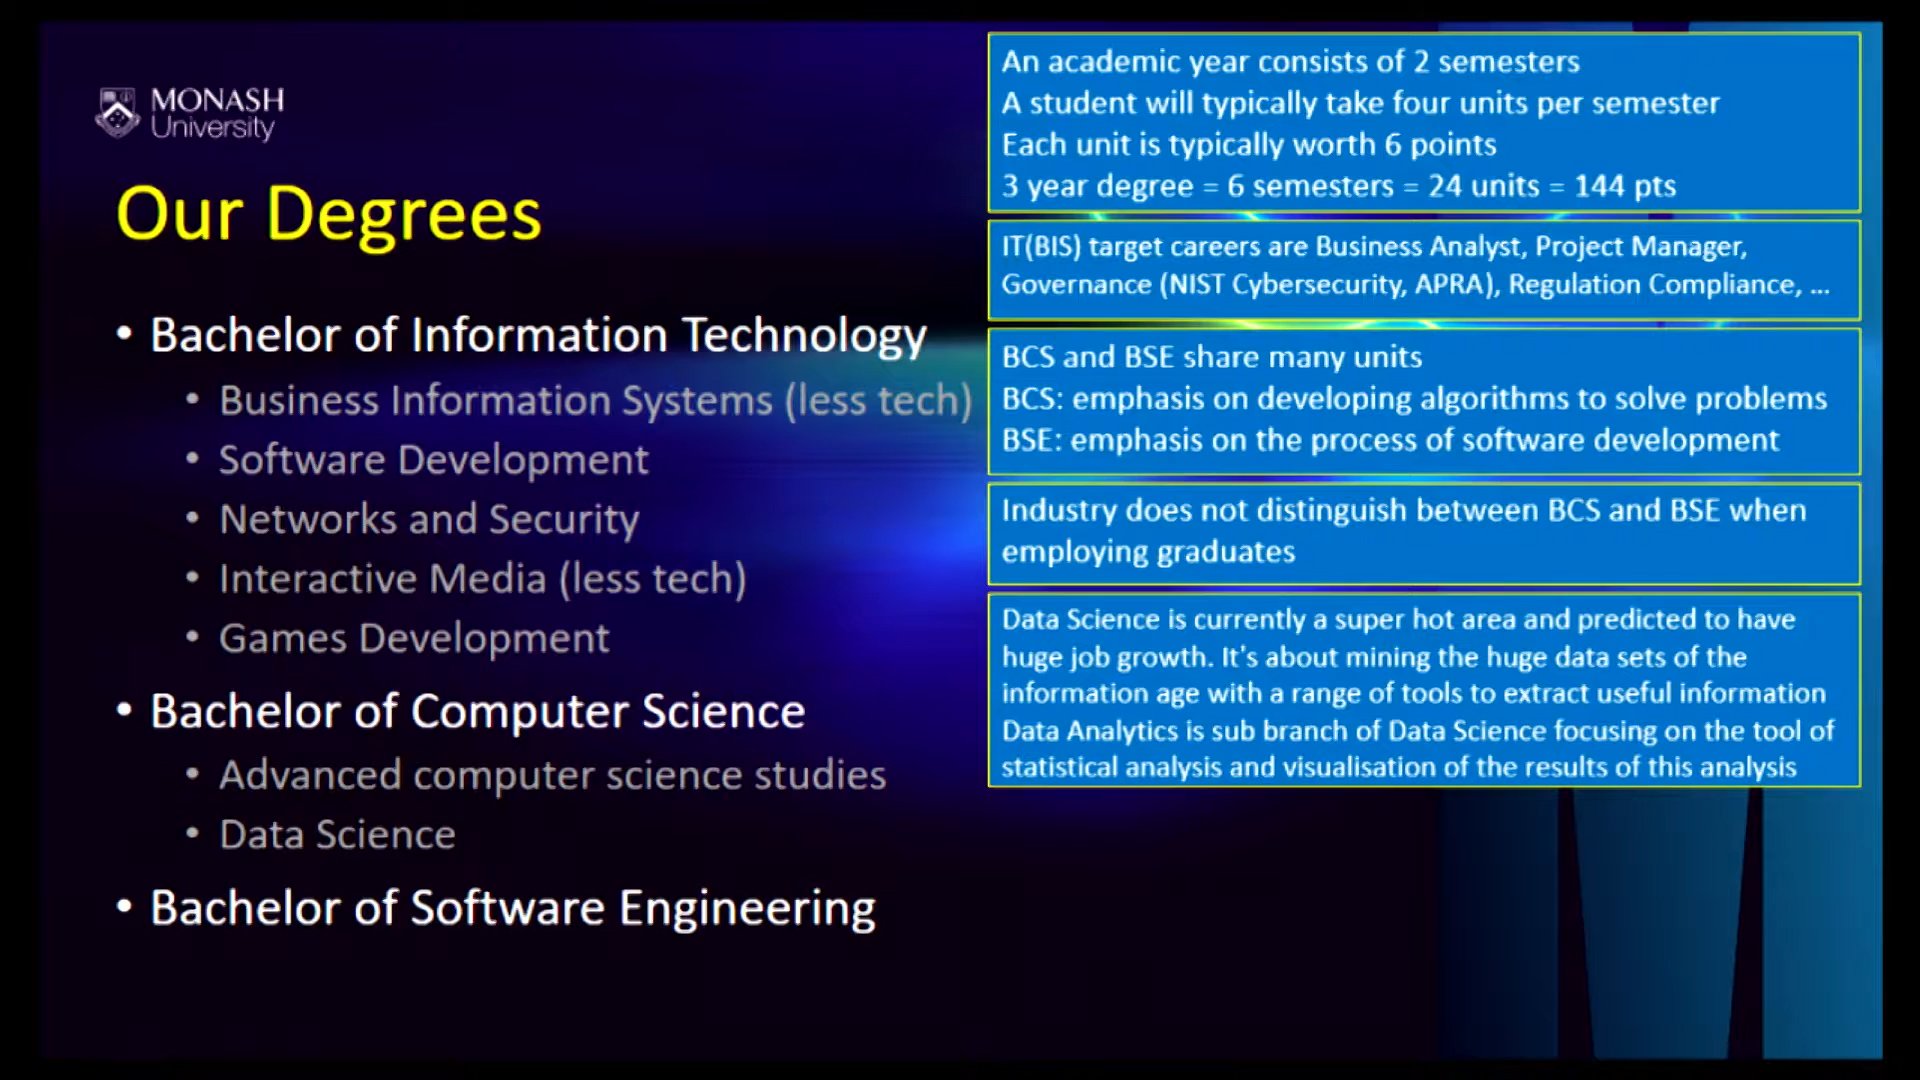 MONASH
University
Our Degrees
• Bachelor of Information Technology
• Business Information Systems (less tech)
• Software Development
• Networks and Security
• Interactive Media (less tech)
• Games Development
• Bachelor of Computer Science
• Advanced computer science studies
• Data Science
• Bachelor of Software Engineering
An academic year consists of 2 semesters
A student will typically take four units per semester
Each unit is typically worth 6 points
3 year degree = 6 semesters = 24 units = 144 pts
IT(BIS) target careers are Business Analyst, Project Manager,
Governance (NIST Cybersecurity, APRA), Regulation Compliance, ...
BCS and BSE share many units
BCS: emphasis on developing algorithms to solve problems
BSE: emphasis on the process of software development
Industry does not distinguish between BCS and BSE when
employing graduates
Data Science is currently a super hot area and predicted to have
huge job growth. It's about mining the huge data sets of the
information age with a range of tools to extract useful information
Data Analytics is sub branch of Data Science focusing on the tool of
statistical analysis and visualisation of the results of this analysis